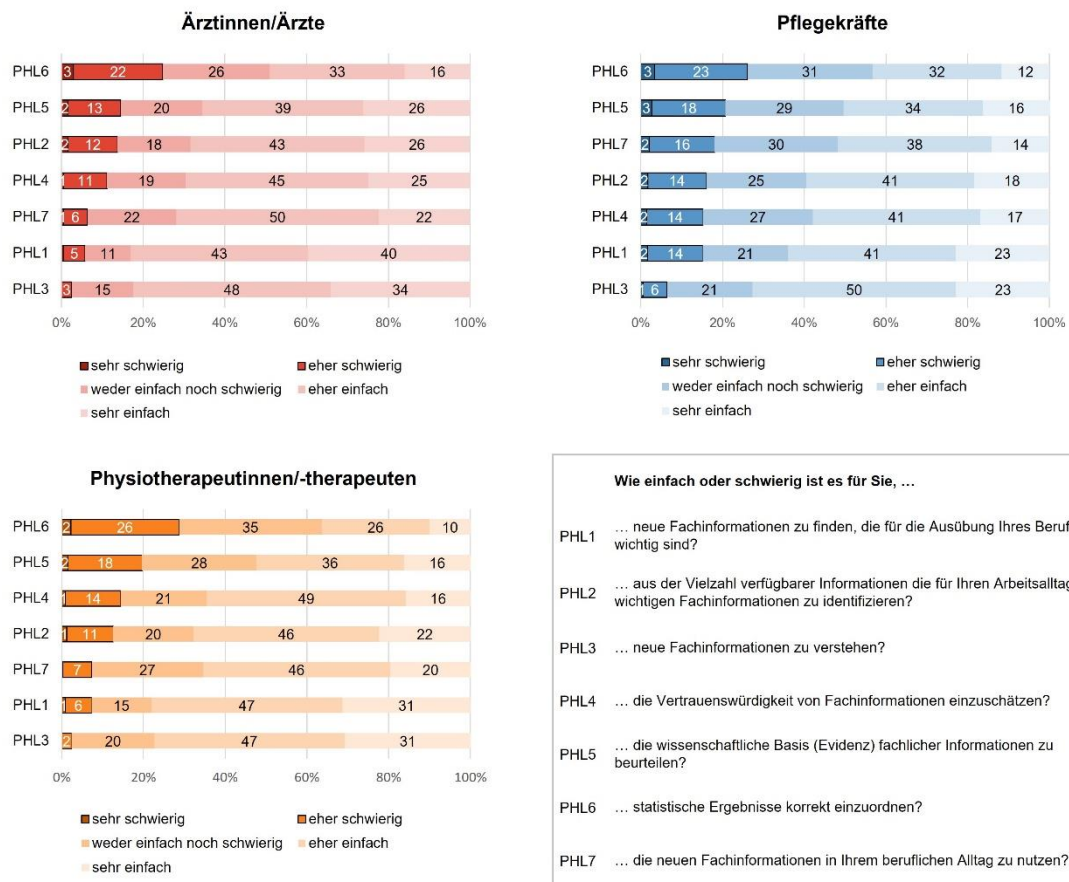 Ärztinnen/Ärzte
PHL6 3 22 26 33 16
PHL5 2 13 20 39 26
PHL2 2 12 18 43 26
PHL4 1 11 19 45 25
PHL7 1 6 22 50 22
PHL1 5 11 43 40
PHL3 3 15 48 34
0% 20% 40% 60% 80% 100%
sehr schwierig eher schwierig
weder einfach noch schwierig eher einfach
sehr einfach
Pflegekräfte
PHL6 3 23 31 32 12
PHL5 3 18 29 34 16
PHL7 2 16 30 38 14
PHL2 2 14 25 41 18
PHL4 2 14 27 41 17
PHL1 2 14 21 41 23
PHL3 1 6 21 50 23
0% 20% 40% 60% 80% 100%
sehr schwierig eher schwierig
weder einfach noch schwierig eher einfach
sehr einfach
Physiotherapeutinnen/-therapeuten
PHL6 2 26 35 26 10
PHL5 2 18 28 36 16
PHL4 1 14 21 49 16
PHL2 1 11 20 46 22
PHL7 7 27 46 20
PHL1 1 6 15 47 31
PHL3 2 20 47 31
0% 20% 40% 60% 80% 100%
sehr schwierig eher schwierig
weder einfach noch schwierig eher einfach
sehr einfach
Wie einfach oder schwierig ist es für Sie, …
PHL1 … neue Fachinformationen zu finden, die für die Ausübung Ihres Beruf
wichtig sind?
PHL2 … aus der Vielzahl verfügbarer Informationen die für Ihren Arbeitsalltag
wichtigen Fachinformationen zu identifizieren?
PHL3 … neue Fachinformationen zu verstehen?
PHL4 … die Vertrauenswürdigkeit von Fachinformationen einzuschätzen?
PHL5 … die wissenschaftliche Basis (Evidenz) fachlicher Informationen zu
beurteilen?
PHL6 … statistische Ergebnisse korrekt einzuordnen?
PHL7 … die neuen Fachinformationen in Ihrem beruflichen Alltag zu nutzen?